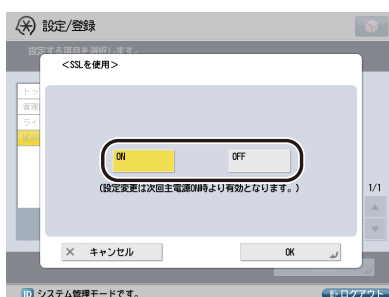 設定/登録
設定する項目を選択します。
<SSLを使用>
ON
OFF
(設定変更は次回主電源ON時より有効となります。)
1/1
× キャンセル
OK
システム管理モードです。
ログアウト